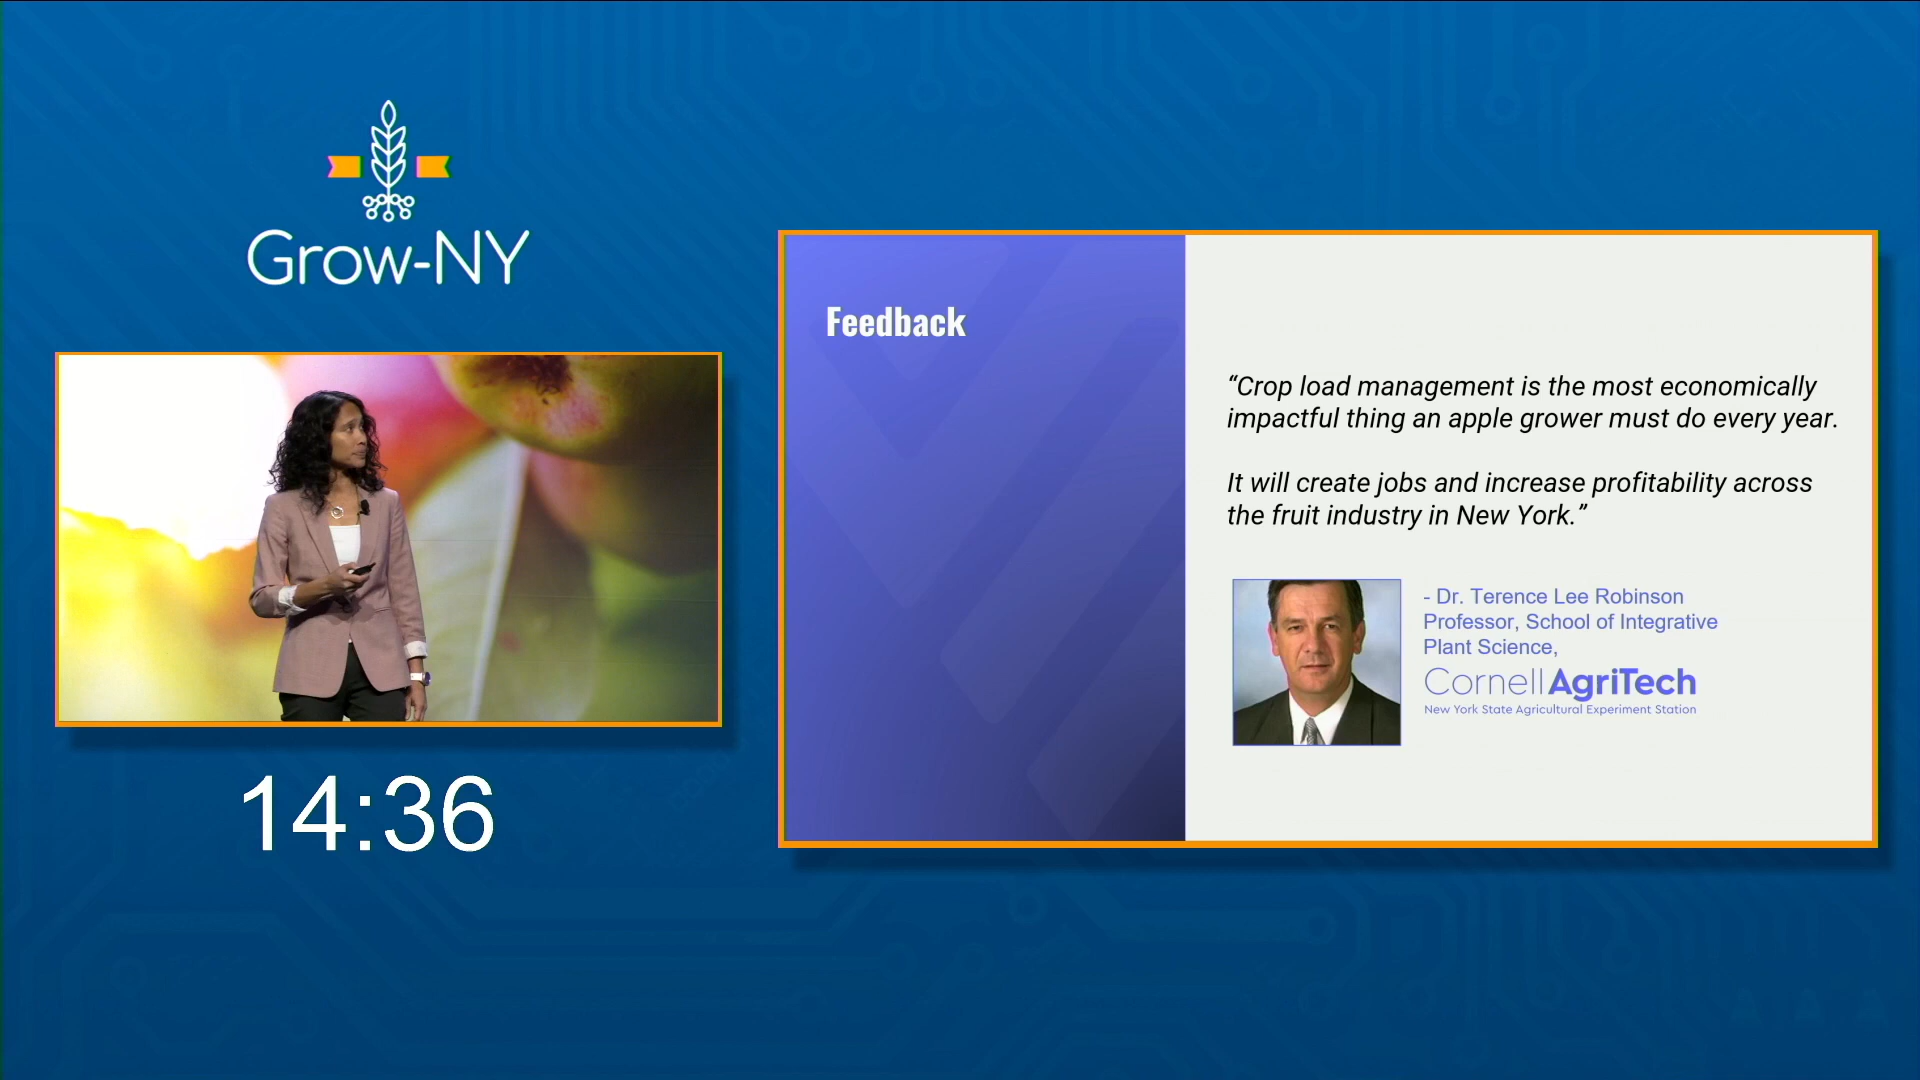 Grow-NY
14:36
Feedback
“Crop load management is the most economically
impactful thing an apple grower must do every year.
It will create jobs and increase profitability across
the fruit industry in New York.”
- Dr. Terence Lee Robinson
Professor, School of Integrative
Plant Science,
CornellAgriTech
New York State Agricultural Experiment Station